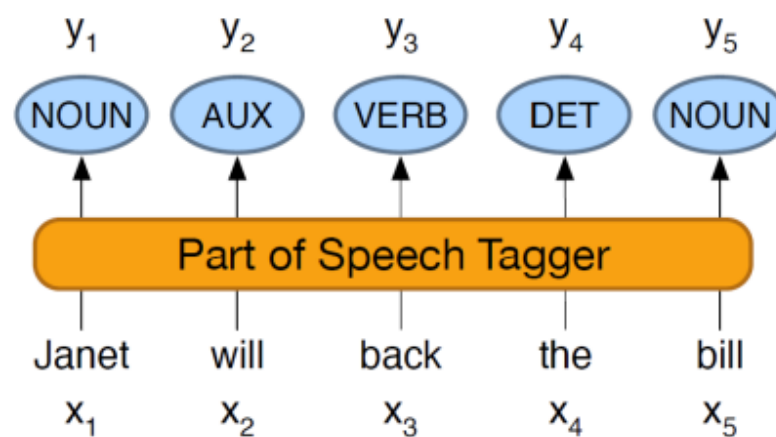 y₁ y₂ y₃ y₄ y₅
NOUN AUX VERB DET NOUN
Part of Speech Tagger
Janet will back the bill
x₁ x₂ x₃ x₄ x₅